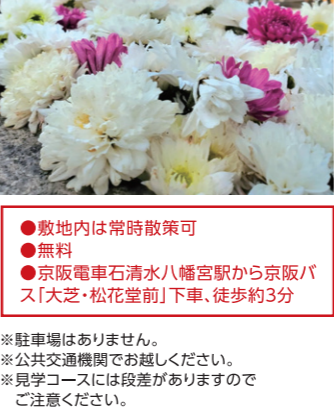 ●敷地内は常時散策可
●無料
●京阪電車石清水八幡宮駅から京阪バ
ス「大芝・松花堂前」下車、徒歩約3分
※駐車場はありません。
※公共交通機関でお越しください。
※見学コースには段差がありますので
ご注意ください。